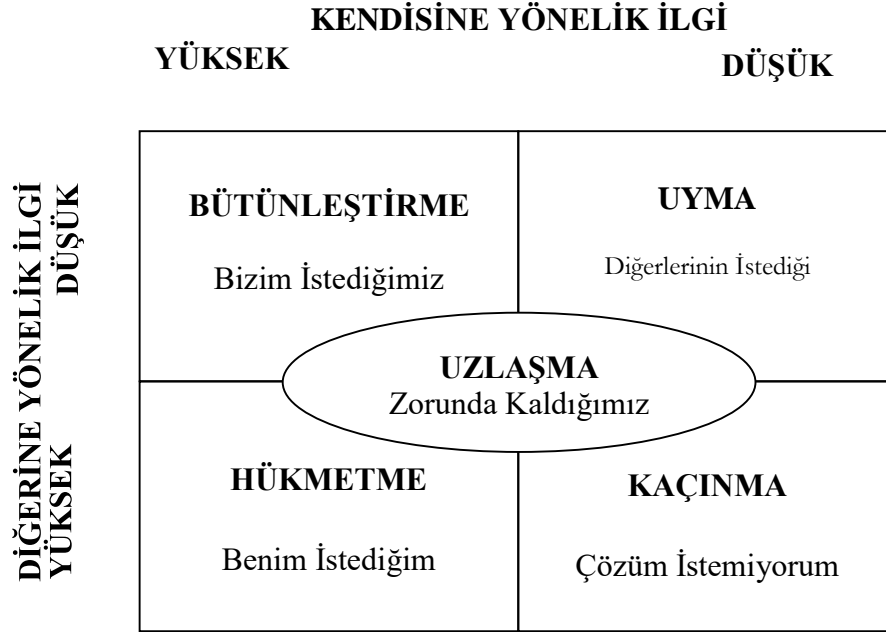 KENDİSİNE YÖNELİK İLGİ
YÜKSEK
DÜŞÜK
DİĞERİNE YÖNELİK İLGİ
DÜŞÜK
YÜKSEK
BÜTÜNLEŞTİRME
Bizim İstediğimiz
UYMA
Diğerlerinin İstediği
UZLAŞMA
Zorunda Kaldığımız
HÜKMETME
Benim İstediğim
KAÇINMA
Çözüm İstemiyorum